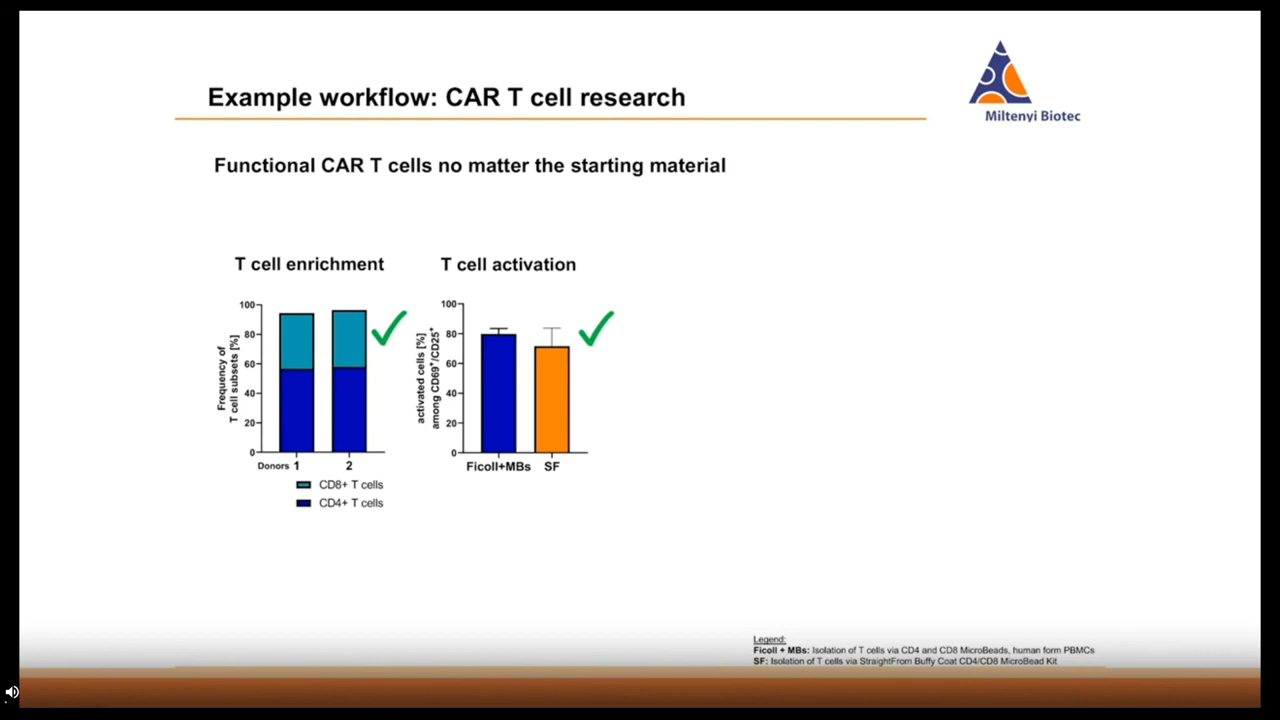 Example workflow: CAR T cell research
Miltenyi Biotec
Functional CAR T cells no matter the starting material
T cell enrichment
T cell activation
Frequency of
T cell subsets [%]
100
80
60
40
20
0
Donors 1 2
CD8+ T cells
CD4+ T cells
activated cells [%]
among CD69⁺/CD25⁺
100
80
60
40
20
0
Ficoll+MBs SF
Legend:
Ficoll + MBs: Isolation of T cells via CD4 and CD8 MicroBeads, human form PBMCs
SF: Isolation of T cells via StraightFrom Buffy Coat CD4/CD8 MicroBead Kit